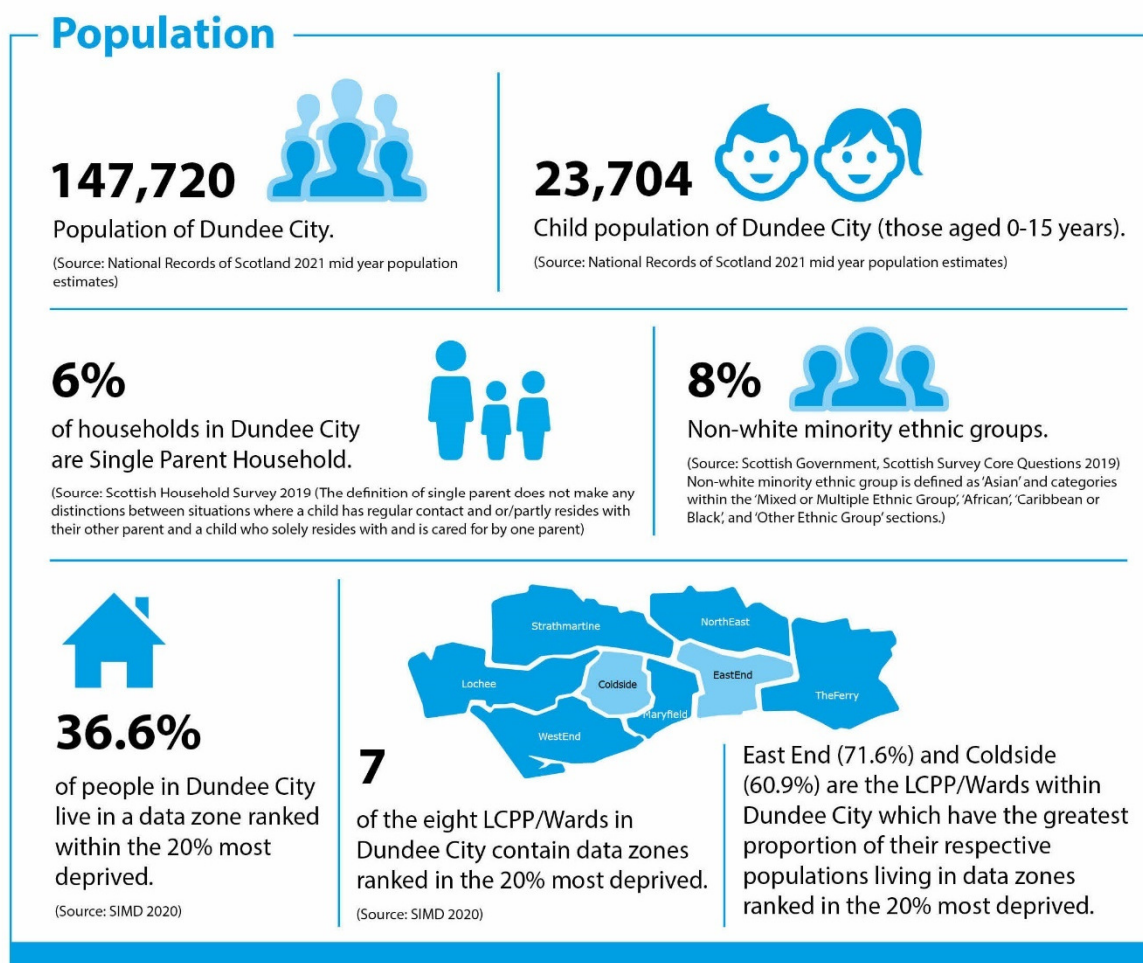 Population
147,720
Population of Dundee City.
(Source: National Records of Scotland 2021 mid year population
estimates)
23,704
Child population of Dundee City (those aged 0-15 years).
(Source: National Records of Scotland 2021 mid year population estimates)
6%
of households in Dundee City
are Single Parent Household.
(Source: Scottish Household Survey 2019 (The definition of single parent does not make any
distinctions between situations where a child has regular contact and or/partly resides with
their other parent and a child who solely resides with and is cared for by one parent)
8%
Non-white minority ethnic groups.
(Source: Scottish Government, Scottish Survey Core Questions 2019)
Non-white minority ethnic group is defined as 'Asian' and categories
within the 'Mixed or Multiple Ethnic Group', 'African', 'Caribbean or
Black', and 'Other Ethnic Group' sections.)
36.6%
of people in Dundee City
live in a data zone ranked
within the 20% most
deprived.
(Source: SIMD 2020)
Strathmartine
NorthEast
Lochee
Coldside
EastEnd
Maryfield
TheFerry
WestEnd
7
of the eight LCPP/Wards in
Dundee City contain data zones
ranked in the 20% most deprived.
(Source: SIMD 2020)
East End (71.6%) and Coldside
(60.9%) are the LCPP/Wards within
Dundee City which have the greatest
proportion of their respective
populations living in data zones
ranked in the 20% most deprived.